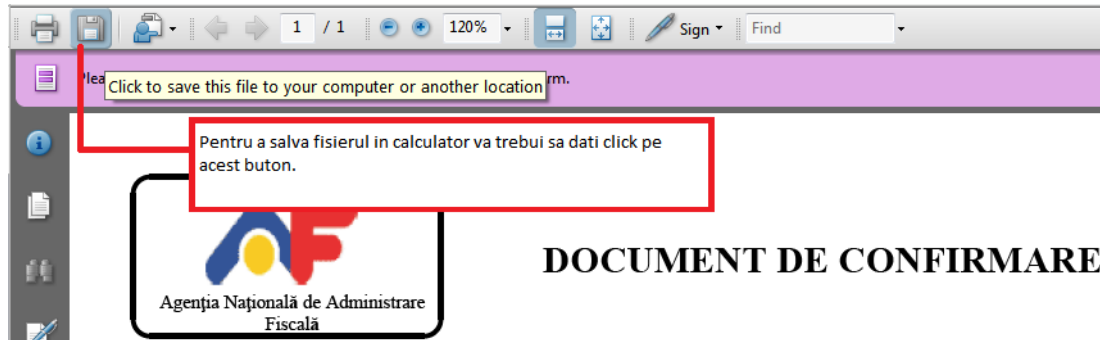 1 / 1 120% Sign Find
Plea
rm.
Click to save this file to your computer or another location
Pentru a salva fisierul in calculator va trebui sa dati click pe
acest buton.
Agenția Națională de Administrare
Fiscală
DOCUMENT DE CONFIRMARE